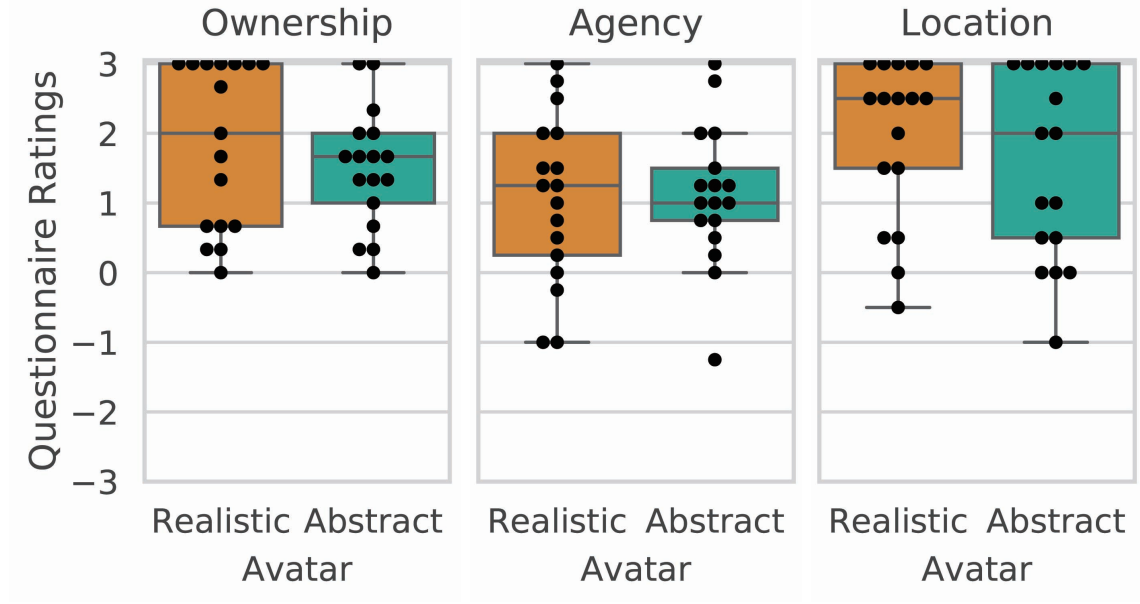 Ownership Agency Location
Questionnaire Ratings
3
2
1
0
−1
−2
−3
Realistic Abstract Realistic Abstract Realistic Abstract
Avatar Avatar Avatar